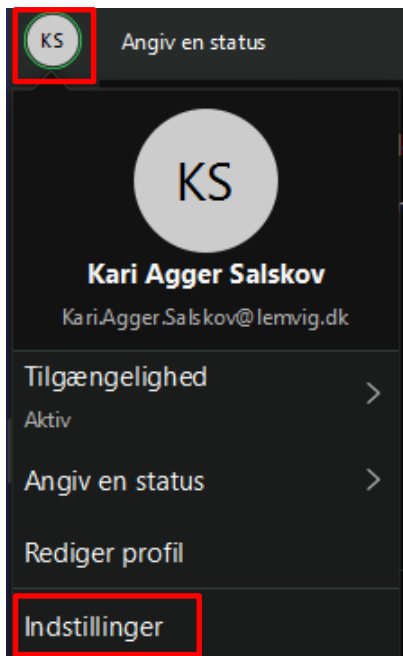 KS Angiv en status
KS
Kari Agger Salskov
Kari.Agger.Salskov@lemvig.dk
Tilgængelighed
Aktiv
Angiv en status
Rediger profil
Indstillinger